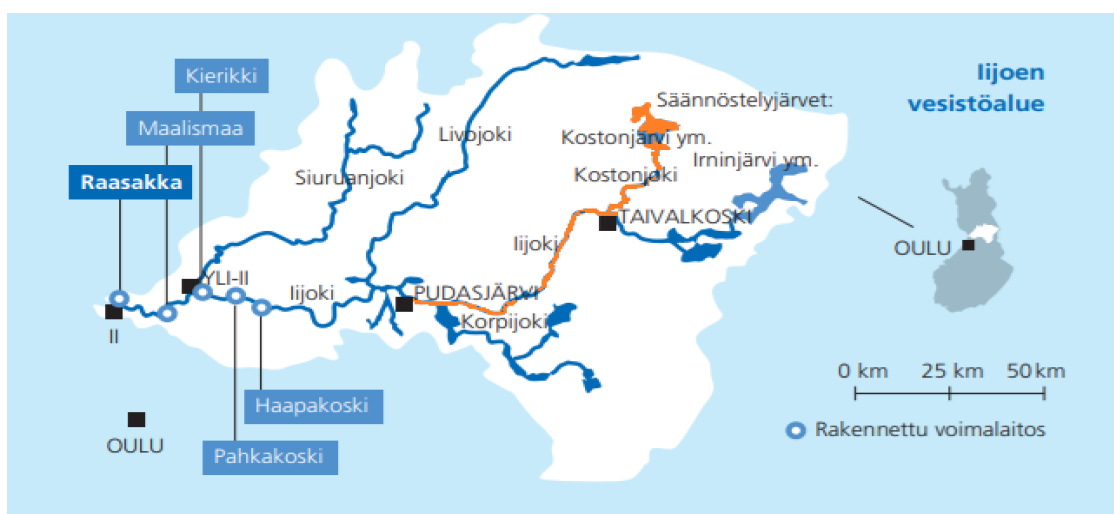 Kierikki
Maalismaa
Raasakka
Siuruanjoki
Livojoki
Säännöstelyjärvet:
Kostonjärvi ym.
Irninjärvi ym.
Kostonjoki
TAIVALKOSKI
Iijoki
Iijoen
vesistöalue
OULU
YLI-II
Iijoki
PUDASJÄRVI
Korpijoki
II
Haapakoski
OULU
Pahkakoski
0 km 25 km 50 km
Rakennettu voimalaitos